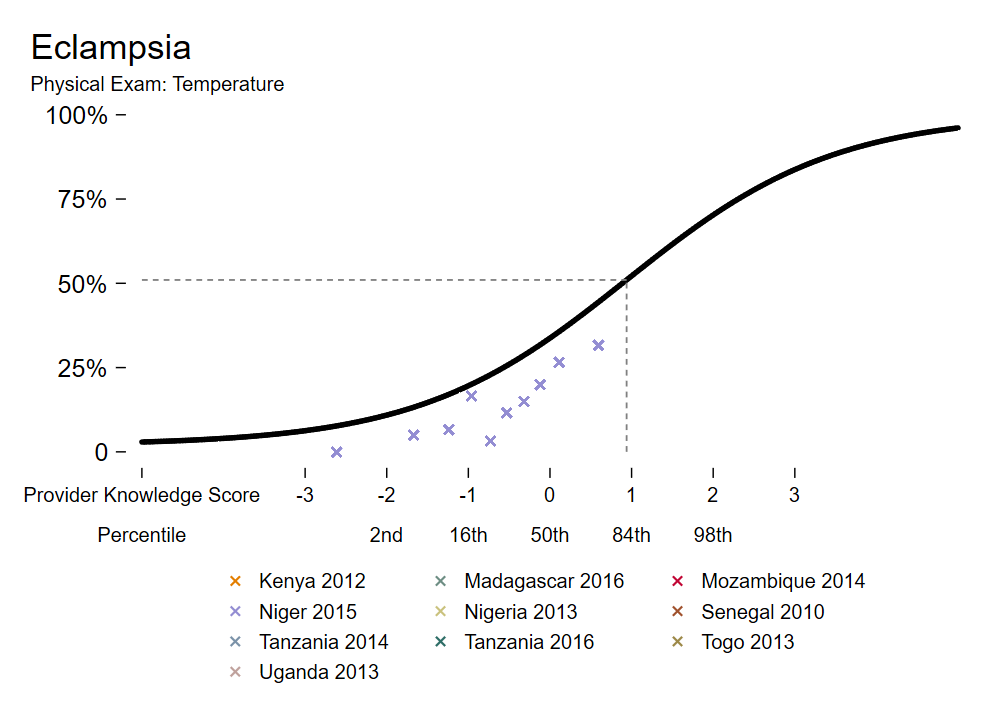 Eclampsia
Physical Exam: Temperature
100%
75%
50%
25%
0
Provider Knowledge Score -3 -2 -1 0 1 2 3
Percentile 2nd 16th 50th 84th 98th
Kenya 2012 Madagascar 2016 Mozambique 2014
Niger 2015 Nigeria 2013 Senegal 2010
Tanzania 2014 Tanzania 2016 Togo 2013
Uganda 2013